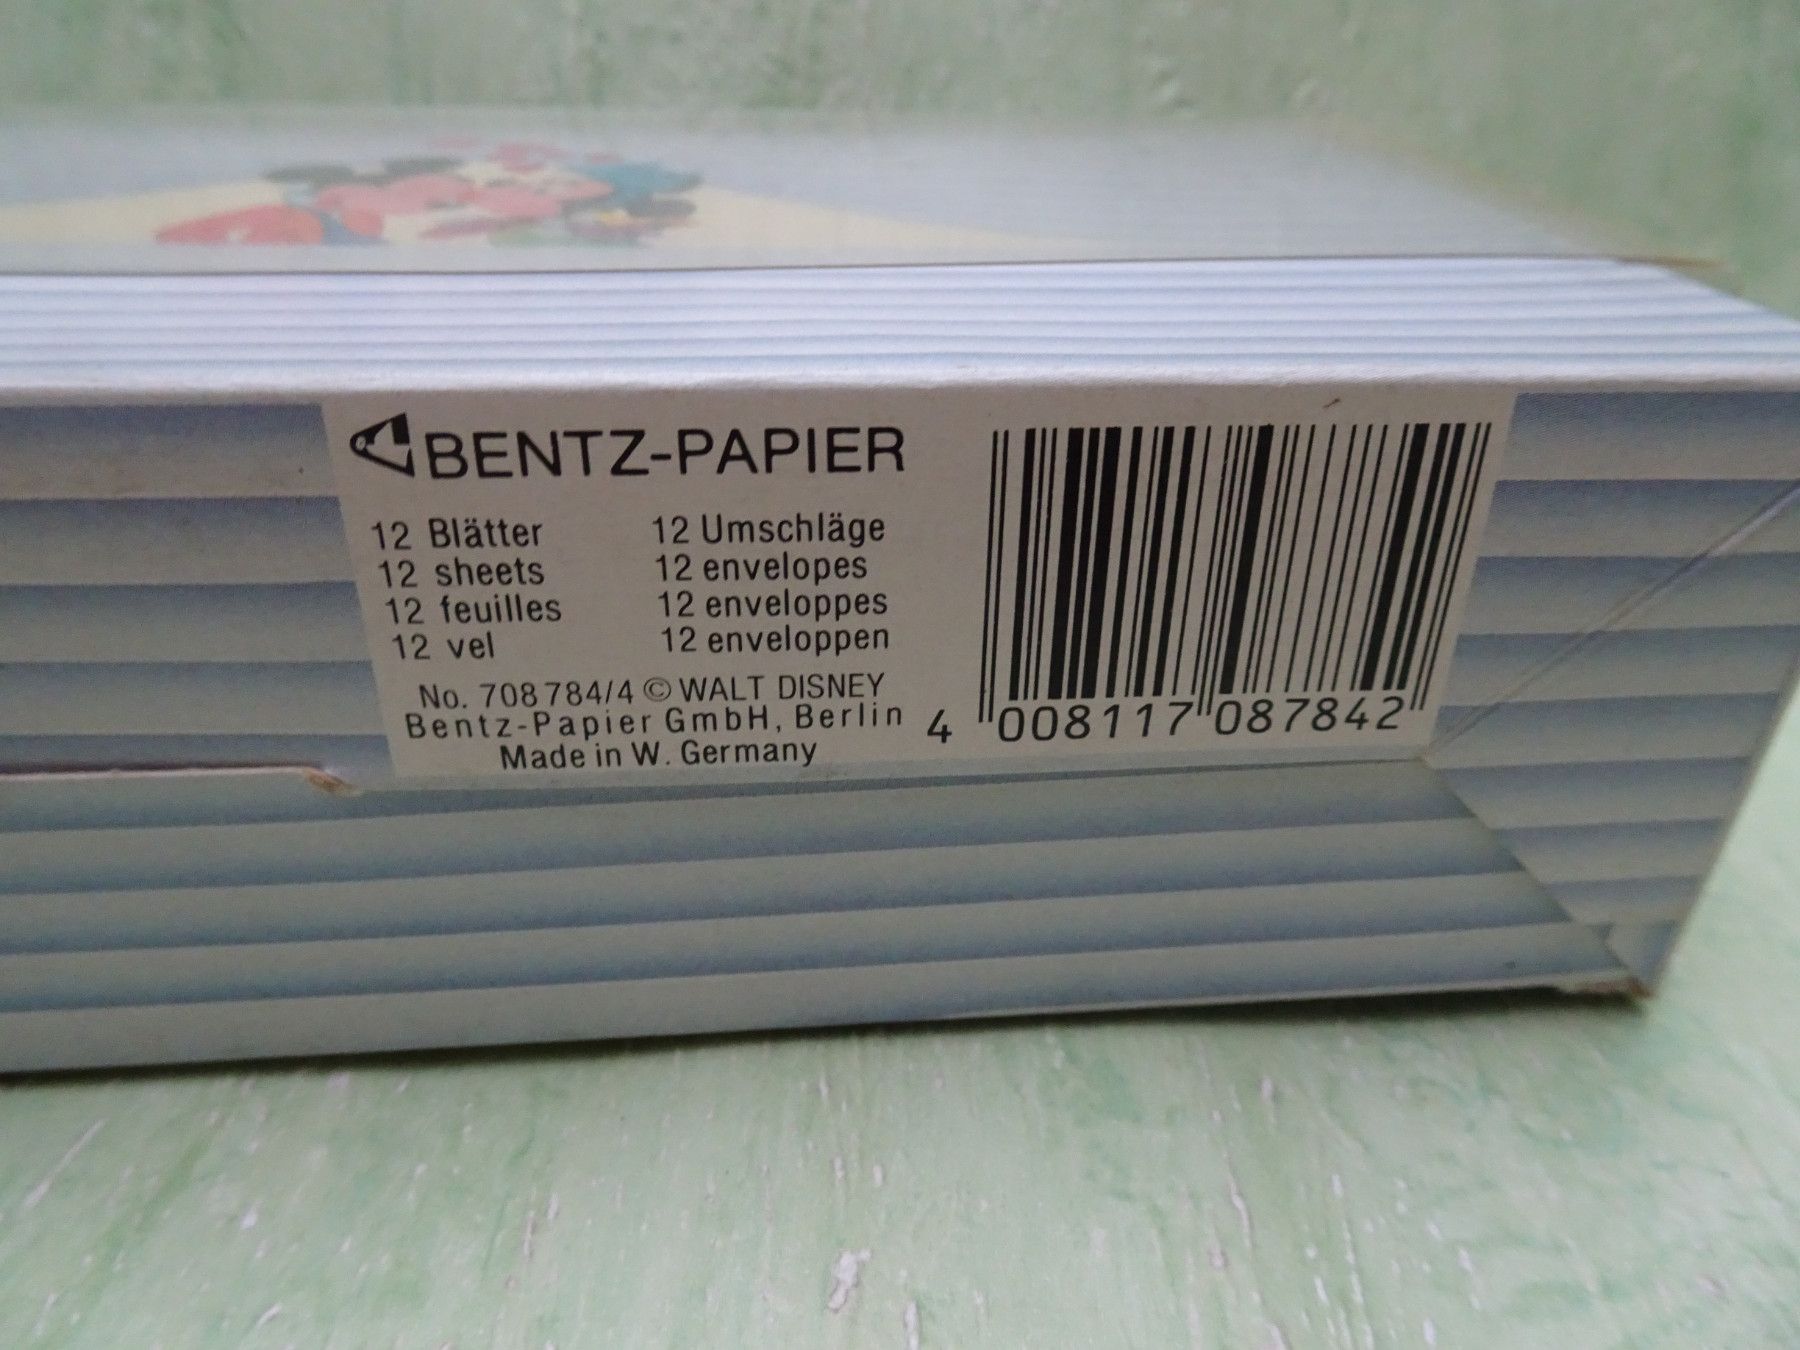 BENTZ-PAPIER
12 Blätter 12 Umschläge
12 sheets 12 envelopes
12 feuilles 12 enveloppes
12 vel 12 enveloppen
No. 708 784/4 © WALT DISNEY
Bentz-Papier GmbH, Berlin
Made in W. Germany
4 008117 087842